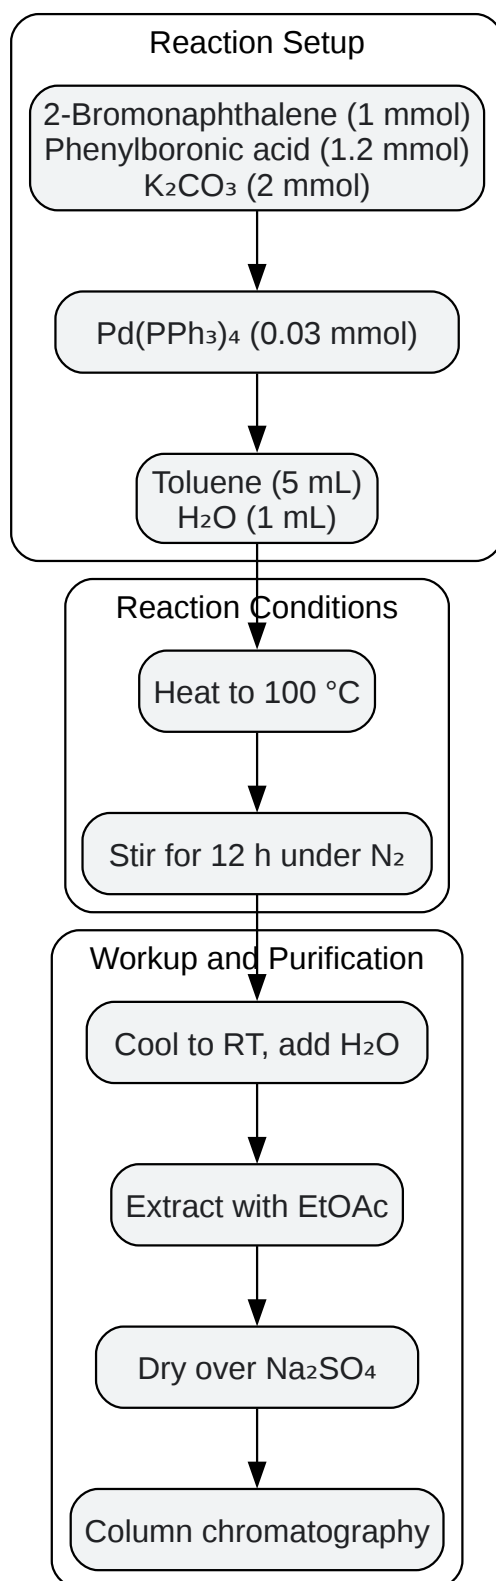 Reaction Setup
2-Bromonaphthalene (1 mmol)
Phenylboronic acid (1.2 mmol)
K₂CO₃ (2 mmol)
Pd(PPh₃)₄ (0.03 mmol)
Toluene (5 mL)
H₂O (1 mL)
Reaction Conditions
Heat to 100 °C
Stir for 12 h under N₂
Workup and Purification
Cool to RT, add H₂O
Extract with EtOAc
Dry over Na₂SO₄
Column chromatography